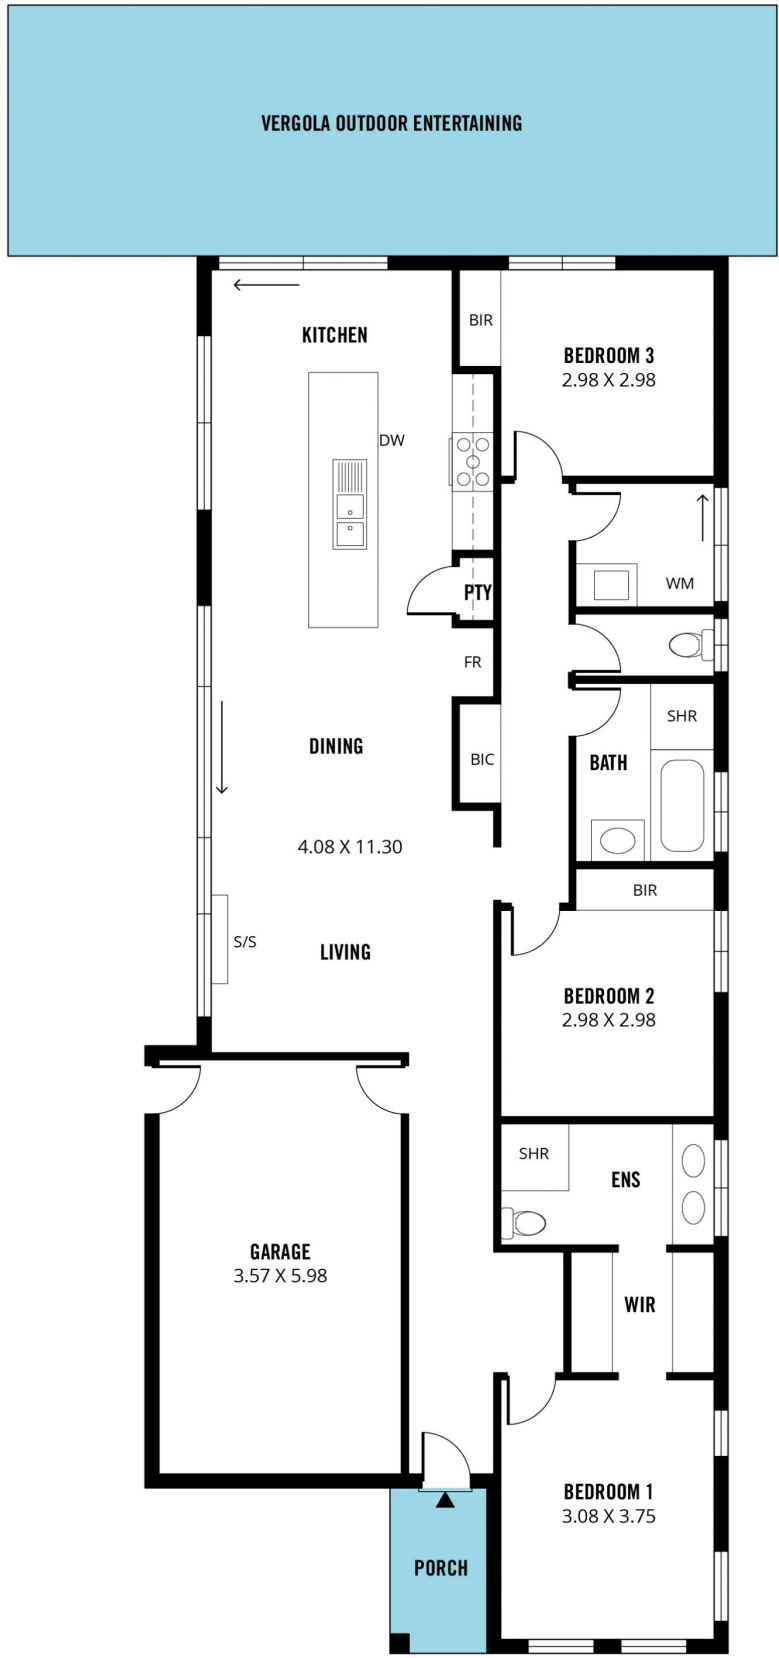 VERGOLA OUTDOOR ENTERTAINING
KITCHEN
BIR
BEDROOM 3
2.98 X 2.98
DW
WM
PTY
FR
SHR
DINING
BIC
BATH
4.08 X 11.30
BIR
S/S
LIVING
BEDROOM 2
2.98 X 2.98
SHR
ENS
GARAGE
3.57 X 5.98
WIR
BEDROOM 1
3.08 X 3.75
PORCH